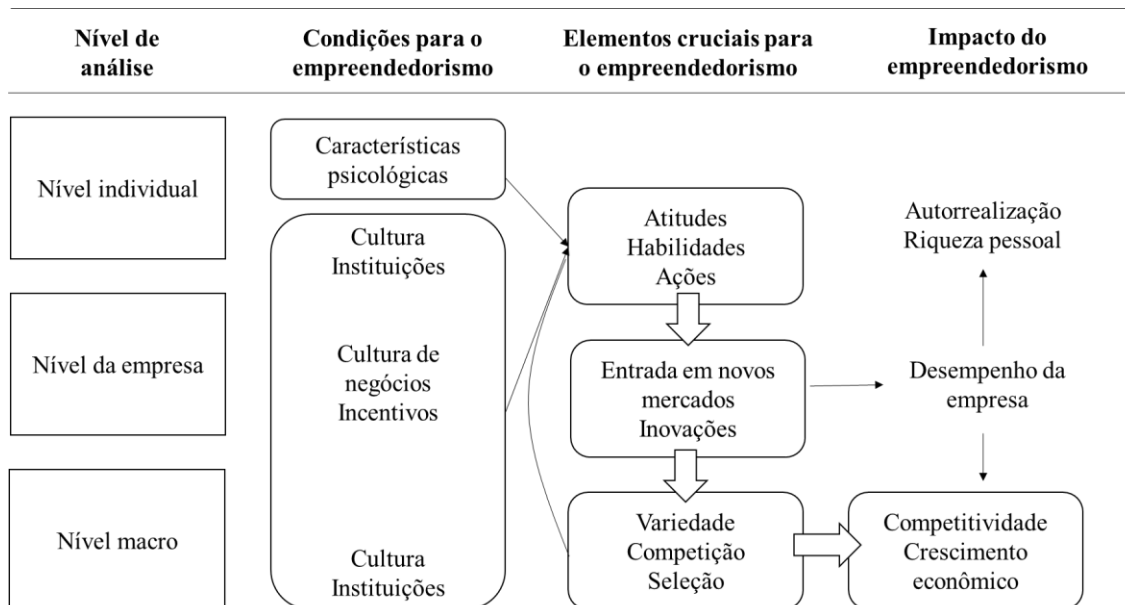 Nível de
análise
Condições para o
empreendedorismo
Elementos cruciais para
o empreendedorismo
Impacto do
empreendedorismo
Nível individual
Características
psicológicas
Cultura
Instituições
Atitudes
Habilidades
Ações
Autorrealização
Riqueza pessoal
Nível da empresa
Cultura de
negócios
Incentivos
Entrada em novos
mercados
Inovações
Desempenho da
empresa
Nível macro
Cultura
Instituições
Variedade
Competição
Seleção
Competitividade
Crescimento
econômico